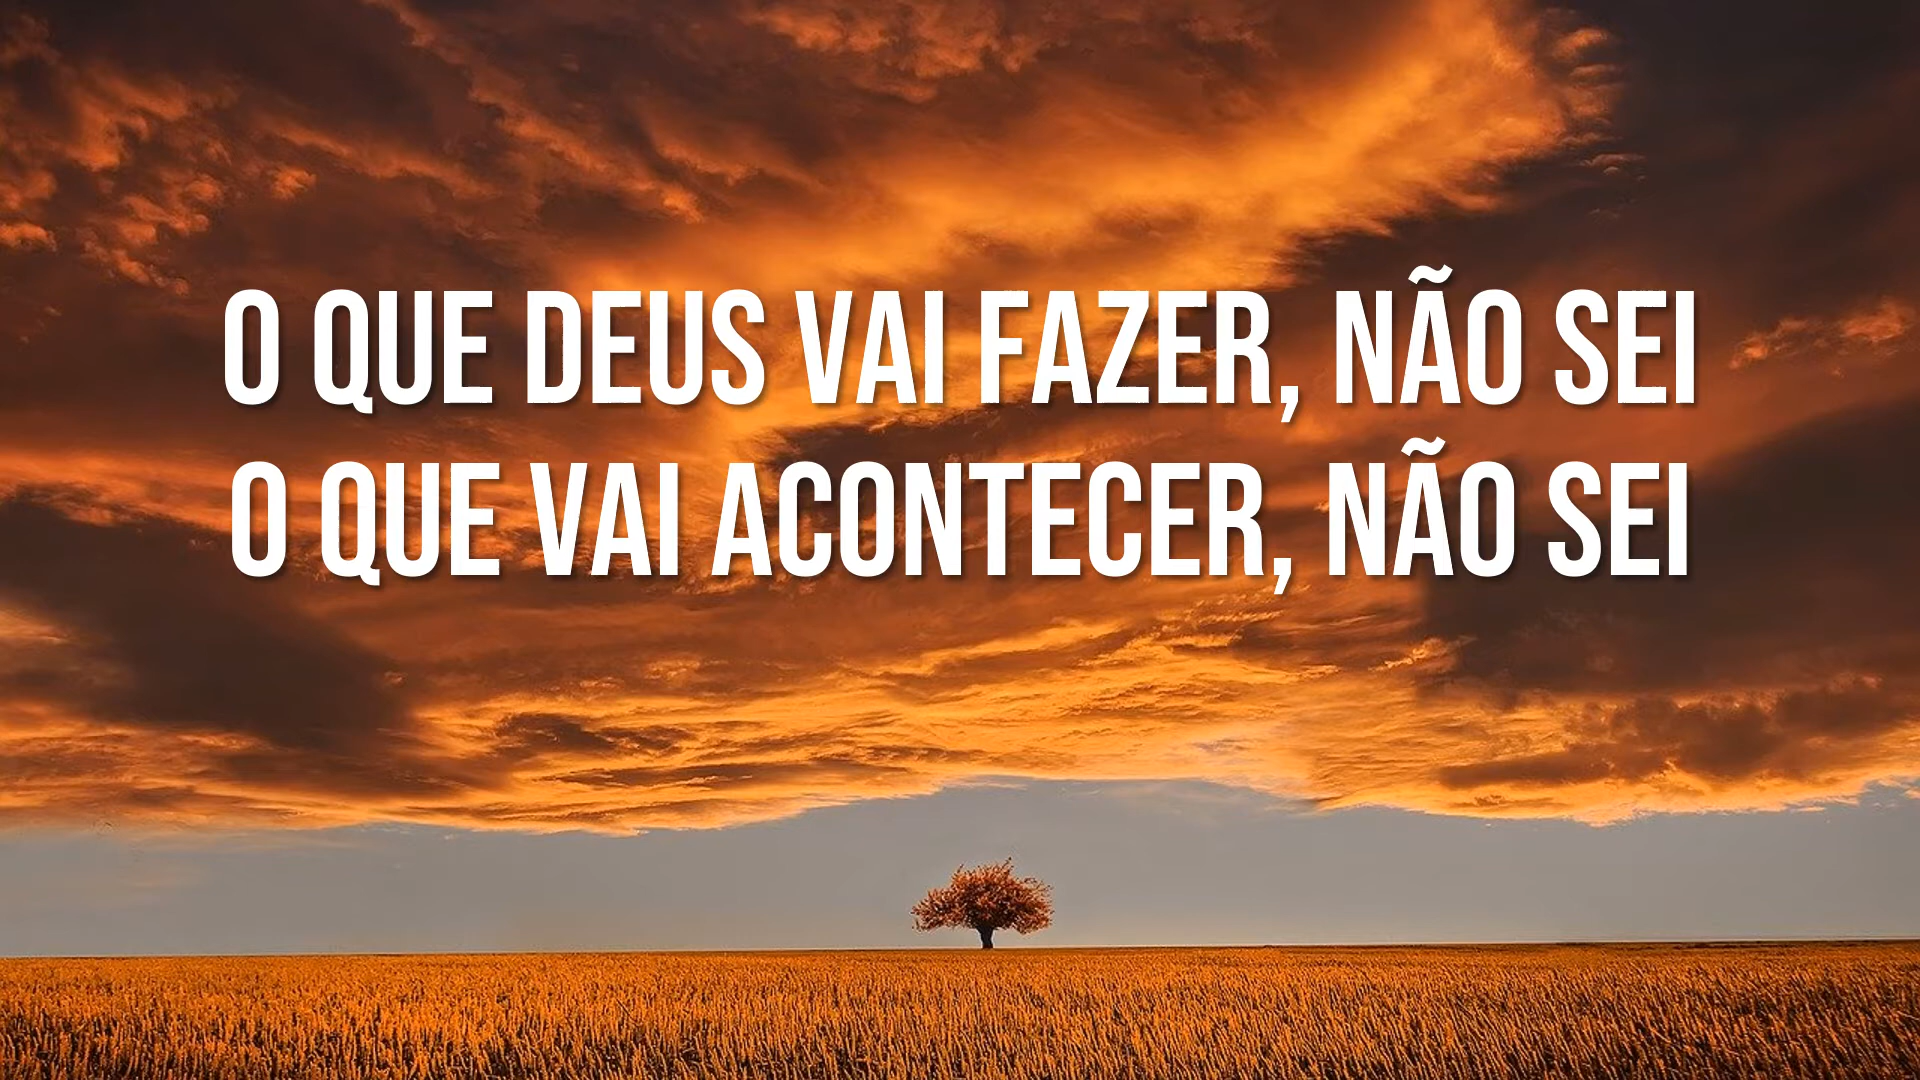 O QUE DEUS VAI FAZER, NÃO SEI
O QUE VAI ACONTECER, NÃO SEI